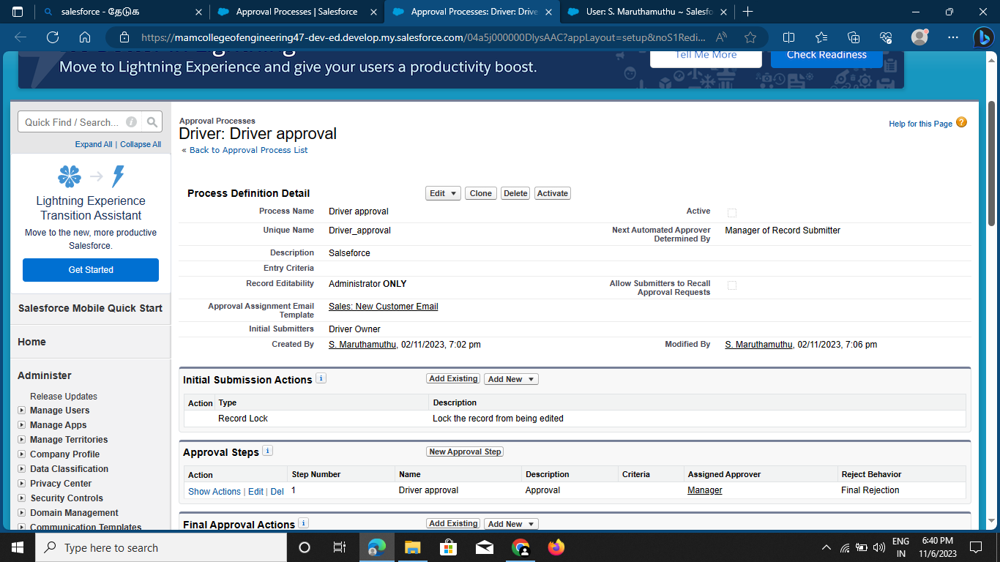 salesforce - தேடுக
Approval Processes | Salesforce
Approval Processes: Driver: Drive
User: S. Maruthamuthu ~ Salesfo
https://mamcollegeofengineering47-dev-ed.develop.my.salesforce.com/04a5j000000DIysAAC?appLayout=setup&noS1Redi...
Move to Lightning Experience and give your users a productivity boost.
Tell Me More
Check Readiness
Quick Find / Search...
Expand All | Collapse All
Lightning Experience
Transition Assistant
Move to the new, more productive
Salesforce.
Get Started
Salesforce Mobile Quick Start
Home
Administer
Release Updates
Manage Users
Manage Apps
Manage Territories
Company Profile
Data Classification
Privacy Center
Security Controls
Domain Management
Communication Templates
Approval Processes
Driver: Driver approval
« Back to Approval Process List
Help for this Page
Process Definition Detail
Edit Clone Delete Activate
Process Name Driver approval Active
Unique Name Driver_approval Next Automated Approver Determined By Manager of Record Submitter
Description Salseforce
Entry Criteria
Record Editability Administrator ONLY Allow Submitters to Recall Approval Requests
Approval Assignment Email Template Sales: New Customer Email
Initial Submitters Driver Owner
Created By S. Maruthamuthu, 02/11/2023, 7:02 pm Modified By S. Maruthamuthu, 02/11/2023, 7:06 pm
Initial Submission Actions Add Existing Add New
Action Type Description
Record Lock Lock the record from being edited
Approval Steps New Approval Step
Action Step Number Name Description Criteria Assigned Approver Reject Behavior
Show Actions | Edit | Del 1 Driver approval Approval Manager Final Rejection
Final Approval Actions Add Existing Add New
Type here to search
ENG
IN
6:40 PM
11/6/2023